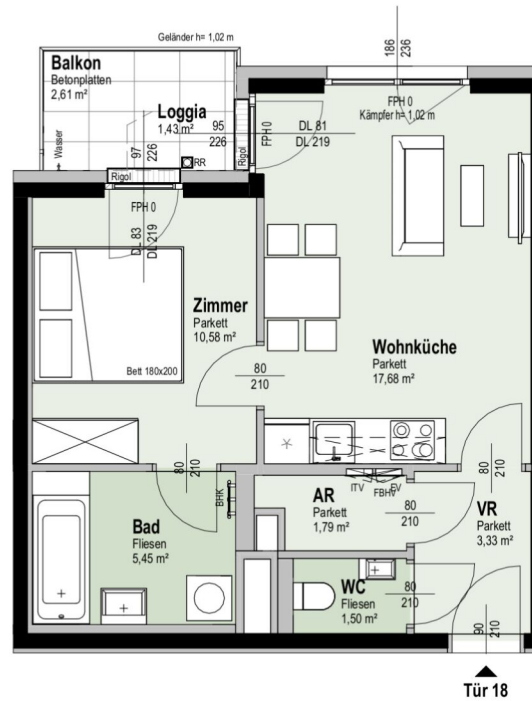 Geländer h= 1,02 m
186
236
Balkon
Betonplatten
2,61 m²
Loggia
1,43 m²
95
226
FPH 0
DL 81
DL 219
FPH 0
Kämpfer h= 1,02 m
Wasser
97
226
RR
Rigol
Rigol
FPH 0
DL 83
DL 219
Zimmer
Parkett
10,58 m²
Bett 180x200
80
210
Wohnküche
Parkett
17,68 m²
80
210
BHK
ITV
FBHV
EV
80
210
AR
Parkett
1,79 m²
80
210
VR
Parkett
3,33 m²
Bad
Fliesen
5,45 m²
WC
Fliesen
1,50 m²
80
210
90
210
Tür 18